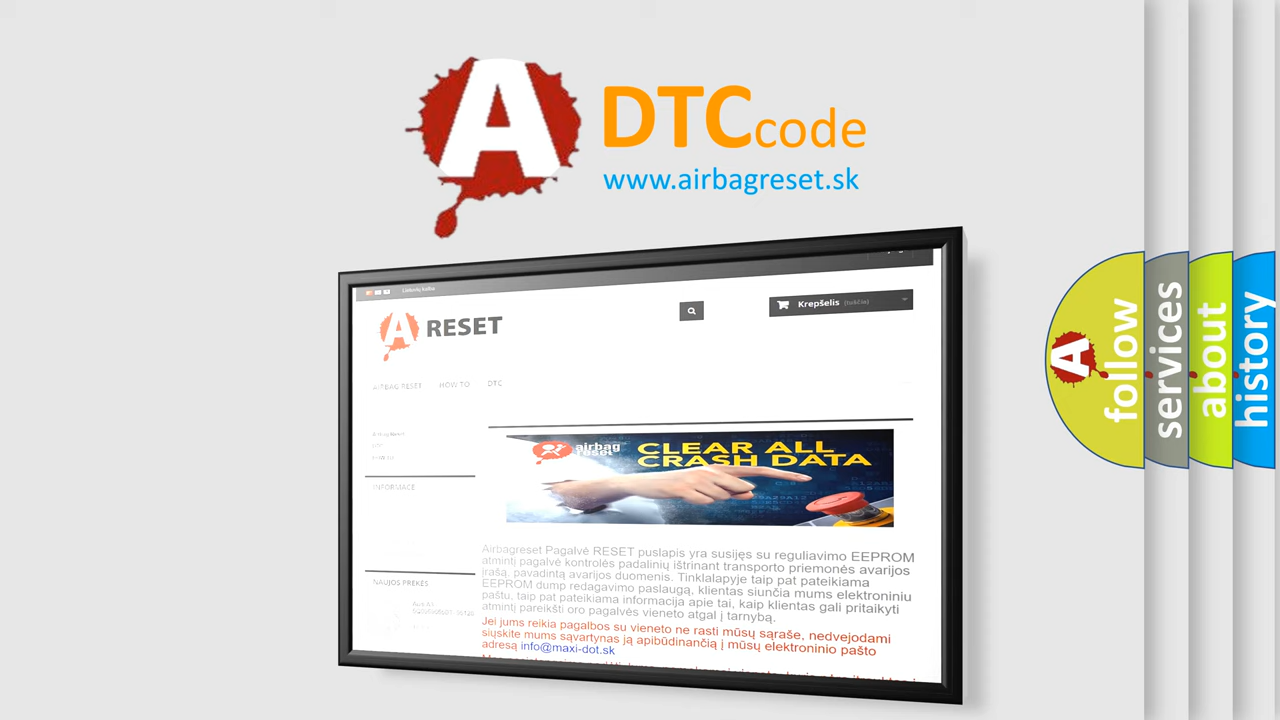 A
DTCcode
www.airbagreset.sk
Lietuvių kalba
Krepšelis (tuščia)
A RESET
AIRBAG RESET HOW TO DTC
airbag reset
CLEAR ALL
CRASH DATA
INFORMACE
Airbagreset Pagalvė RESET puslapis yra susijęs su reguliavimo EEPROM
atmintį pagalvė kontrolės padalinių ištrinant transporto priemonės avarijos
įrašą, pavadintą avarijos duomenis. Tinklalapyje taip pat pateikiama
EEPROM dump redagavimo paslaugą, klientas siunčia mums elektroniniu
paštu, taip pat pateikiama informacija apie tai, kaip klientas gali pritaikyti
atmintį pareikšti oro pagalvės vieneto atgal į tarnybą.
NAUJOS PREKĖS
Jei jums reikia pagalbos su vieneto ne rasti mūsų sąraše, nedvejodami
siųskite mums sąvartynas ją apibūdinančią į mūsų elektroninio pašto
adresą info@maxi-dot.sk
A
follow
services
about
history